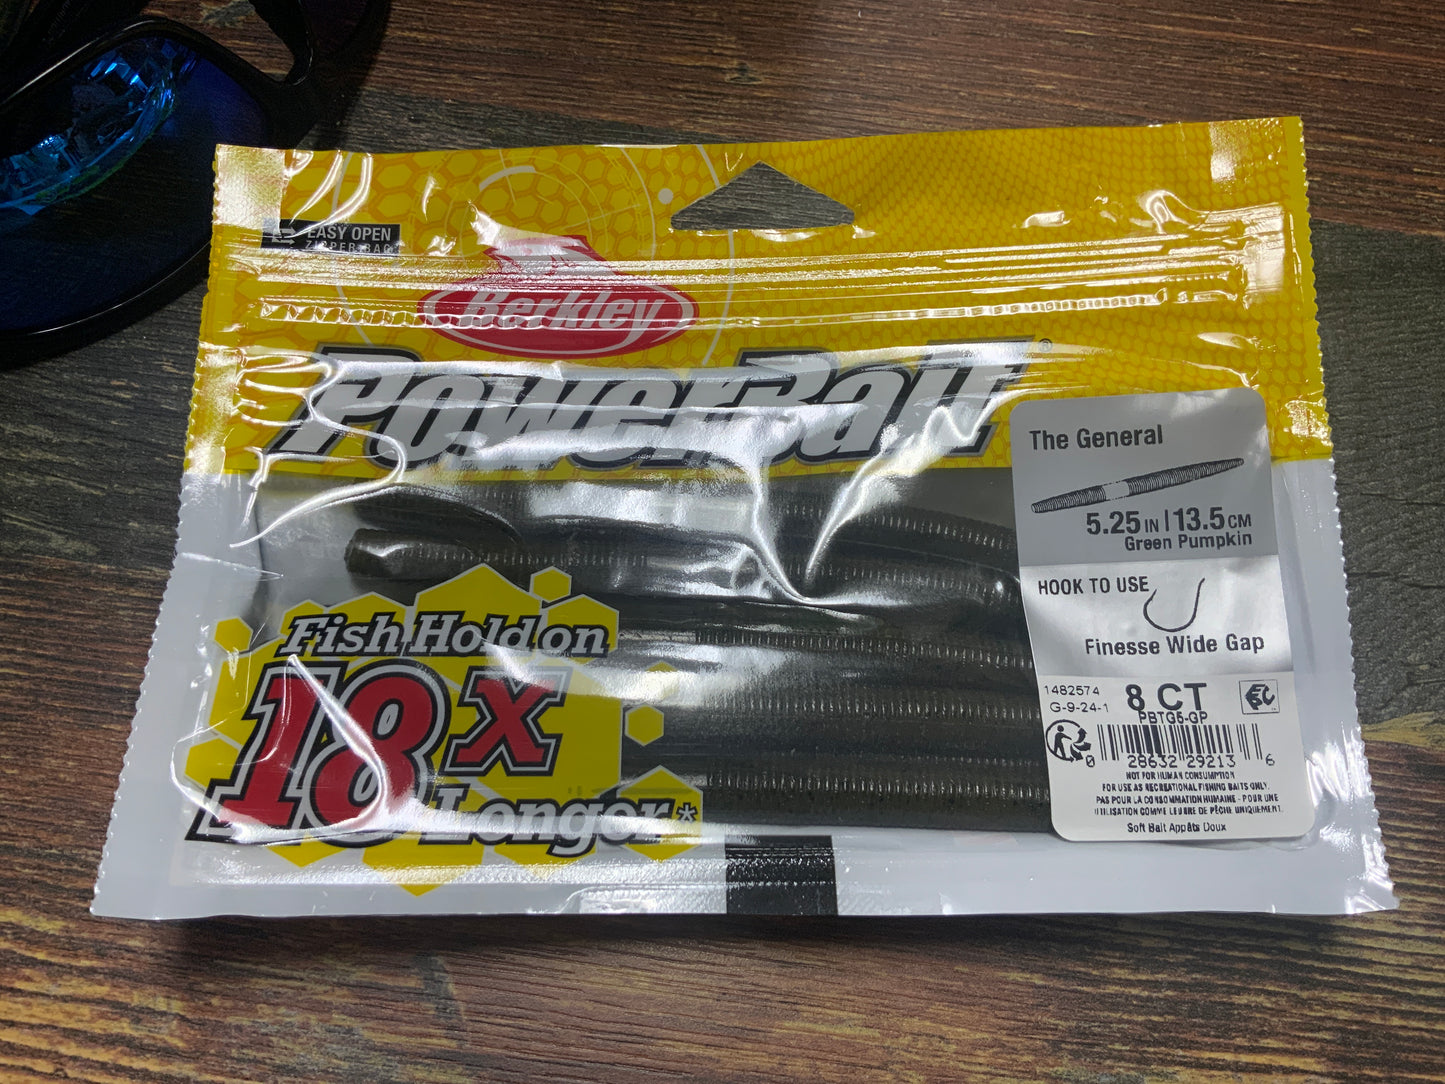 EASY OPEN
ZIPPER BAG
Berkley
PowerBait®
The General
5.25 IN | 13.5 CM
Green Pumpkin
HOOK TO USE
Finesse Wide Gap
Fish Hold on
18x
Longer*
1482574
G-9-24-1
8 CT
PBTG5-GP
0 28632 29213 6
NOT FOR HUMAN CONSUMPTION
FOR USE AS RECREATIONAL FISHING BAITS ONLY.
PAS POUR LA CONSOMMATION HUMAINE - POUR UNE
UTILISATION COMME LEURRE DE PÊCHE UNIQUEMENT.
Soft Bait Appâts Doux